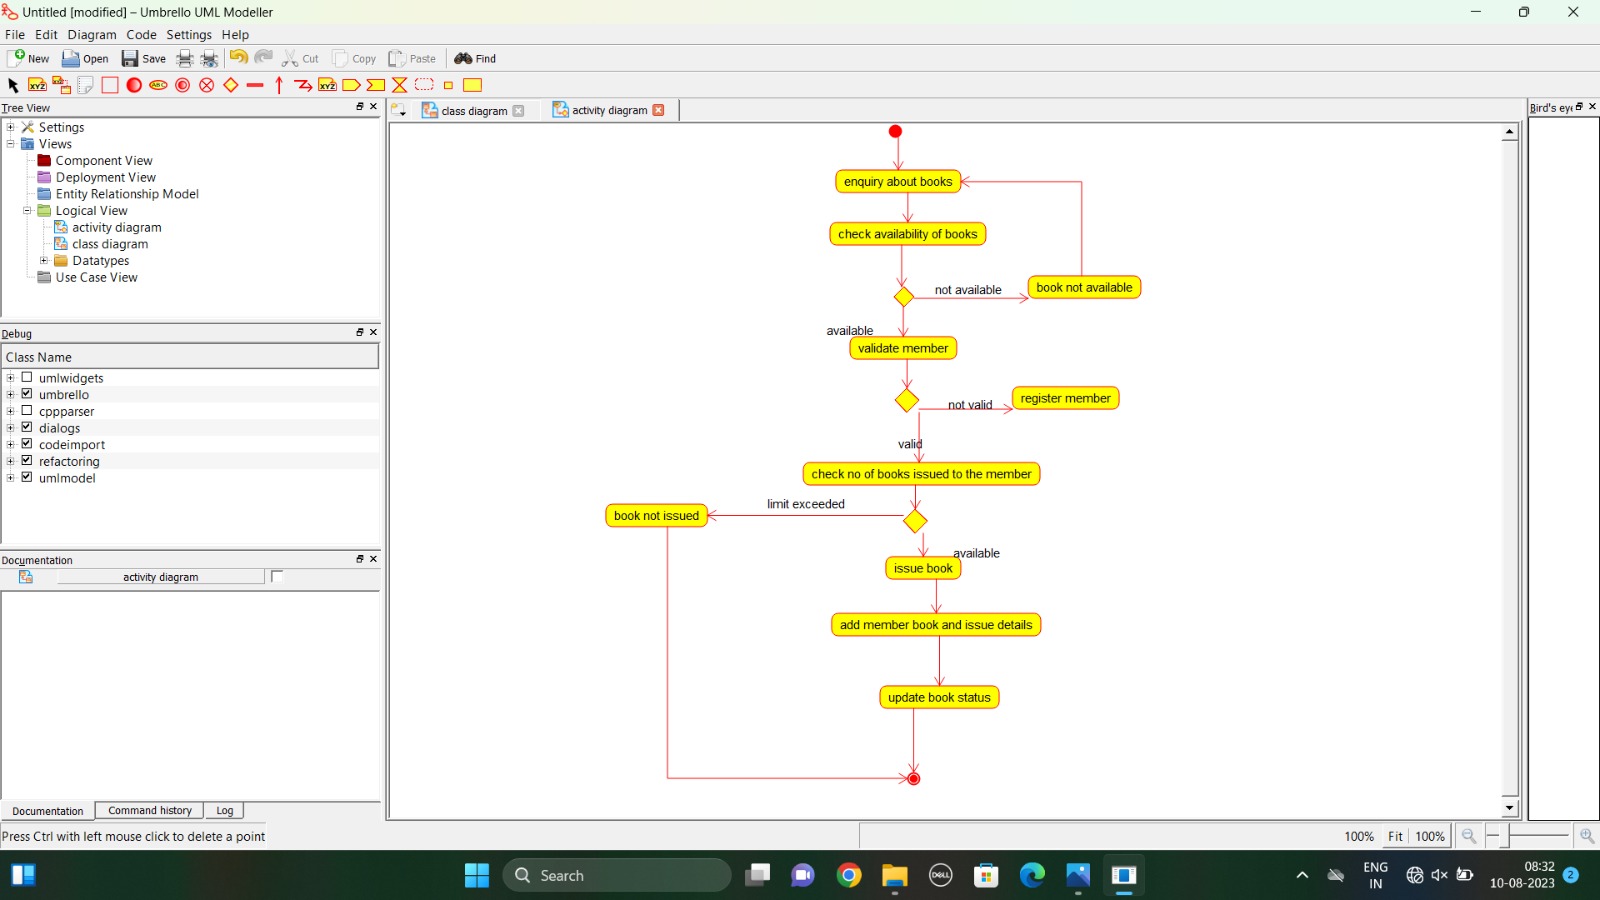 Untitled [modified] – Umbrello UML Modeller
File Edit Diagram Code Settings Help
New Open Save Cut Copy Paste Find
XYZ ABC XYZ
Tree View
Settings
Views
Component View
Deployment View
Entity Relationship Model
Logical View
activity diagram
class diagram
Datatypes
Use Case View
Debug
Class Name
umlwidgets
umbrello
cppparser
dialogs
codeimport
refactoring
umlmodel
Documentation
activity diagram
Documentation Command history Log
Press Ctrl with left mouse click to delete a point
class diagram activity diagram
enquiry about books
check availability of books
not available
book not available
available
validate member
not valid
register member
valid
check no of books issued to the member
limit exceeded
book not issued
available
issue book
add member book and issue details
update book status
Bird's eye
100% Fit 100%
Search
DELL
ENG
IN
08:32
10-08-2023
2